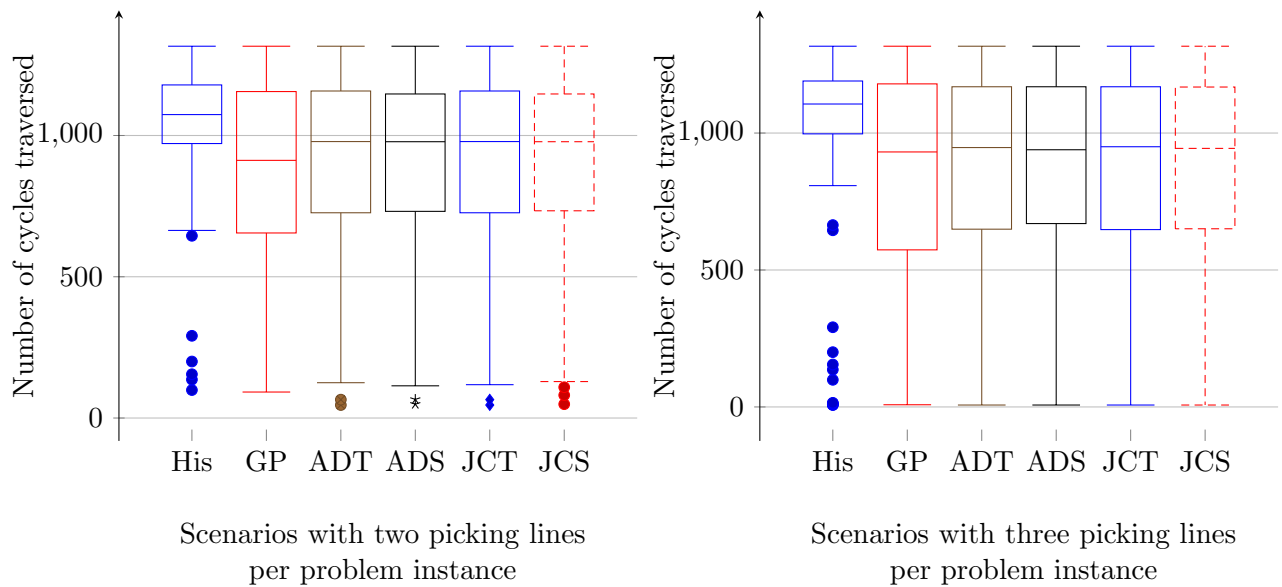 Number of cycles traversed
1,000
500
0
His GP ADT ADS JCT JCS
Scenarios with two picking lines
per problem instance
Number of cycles traversed
1,000
500
0
His GP ADT ADS JCT JCS
Scenarios with three picking lines
per problem instance